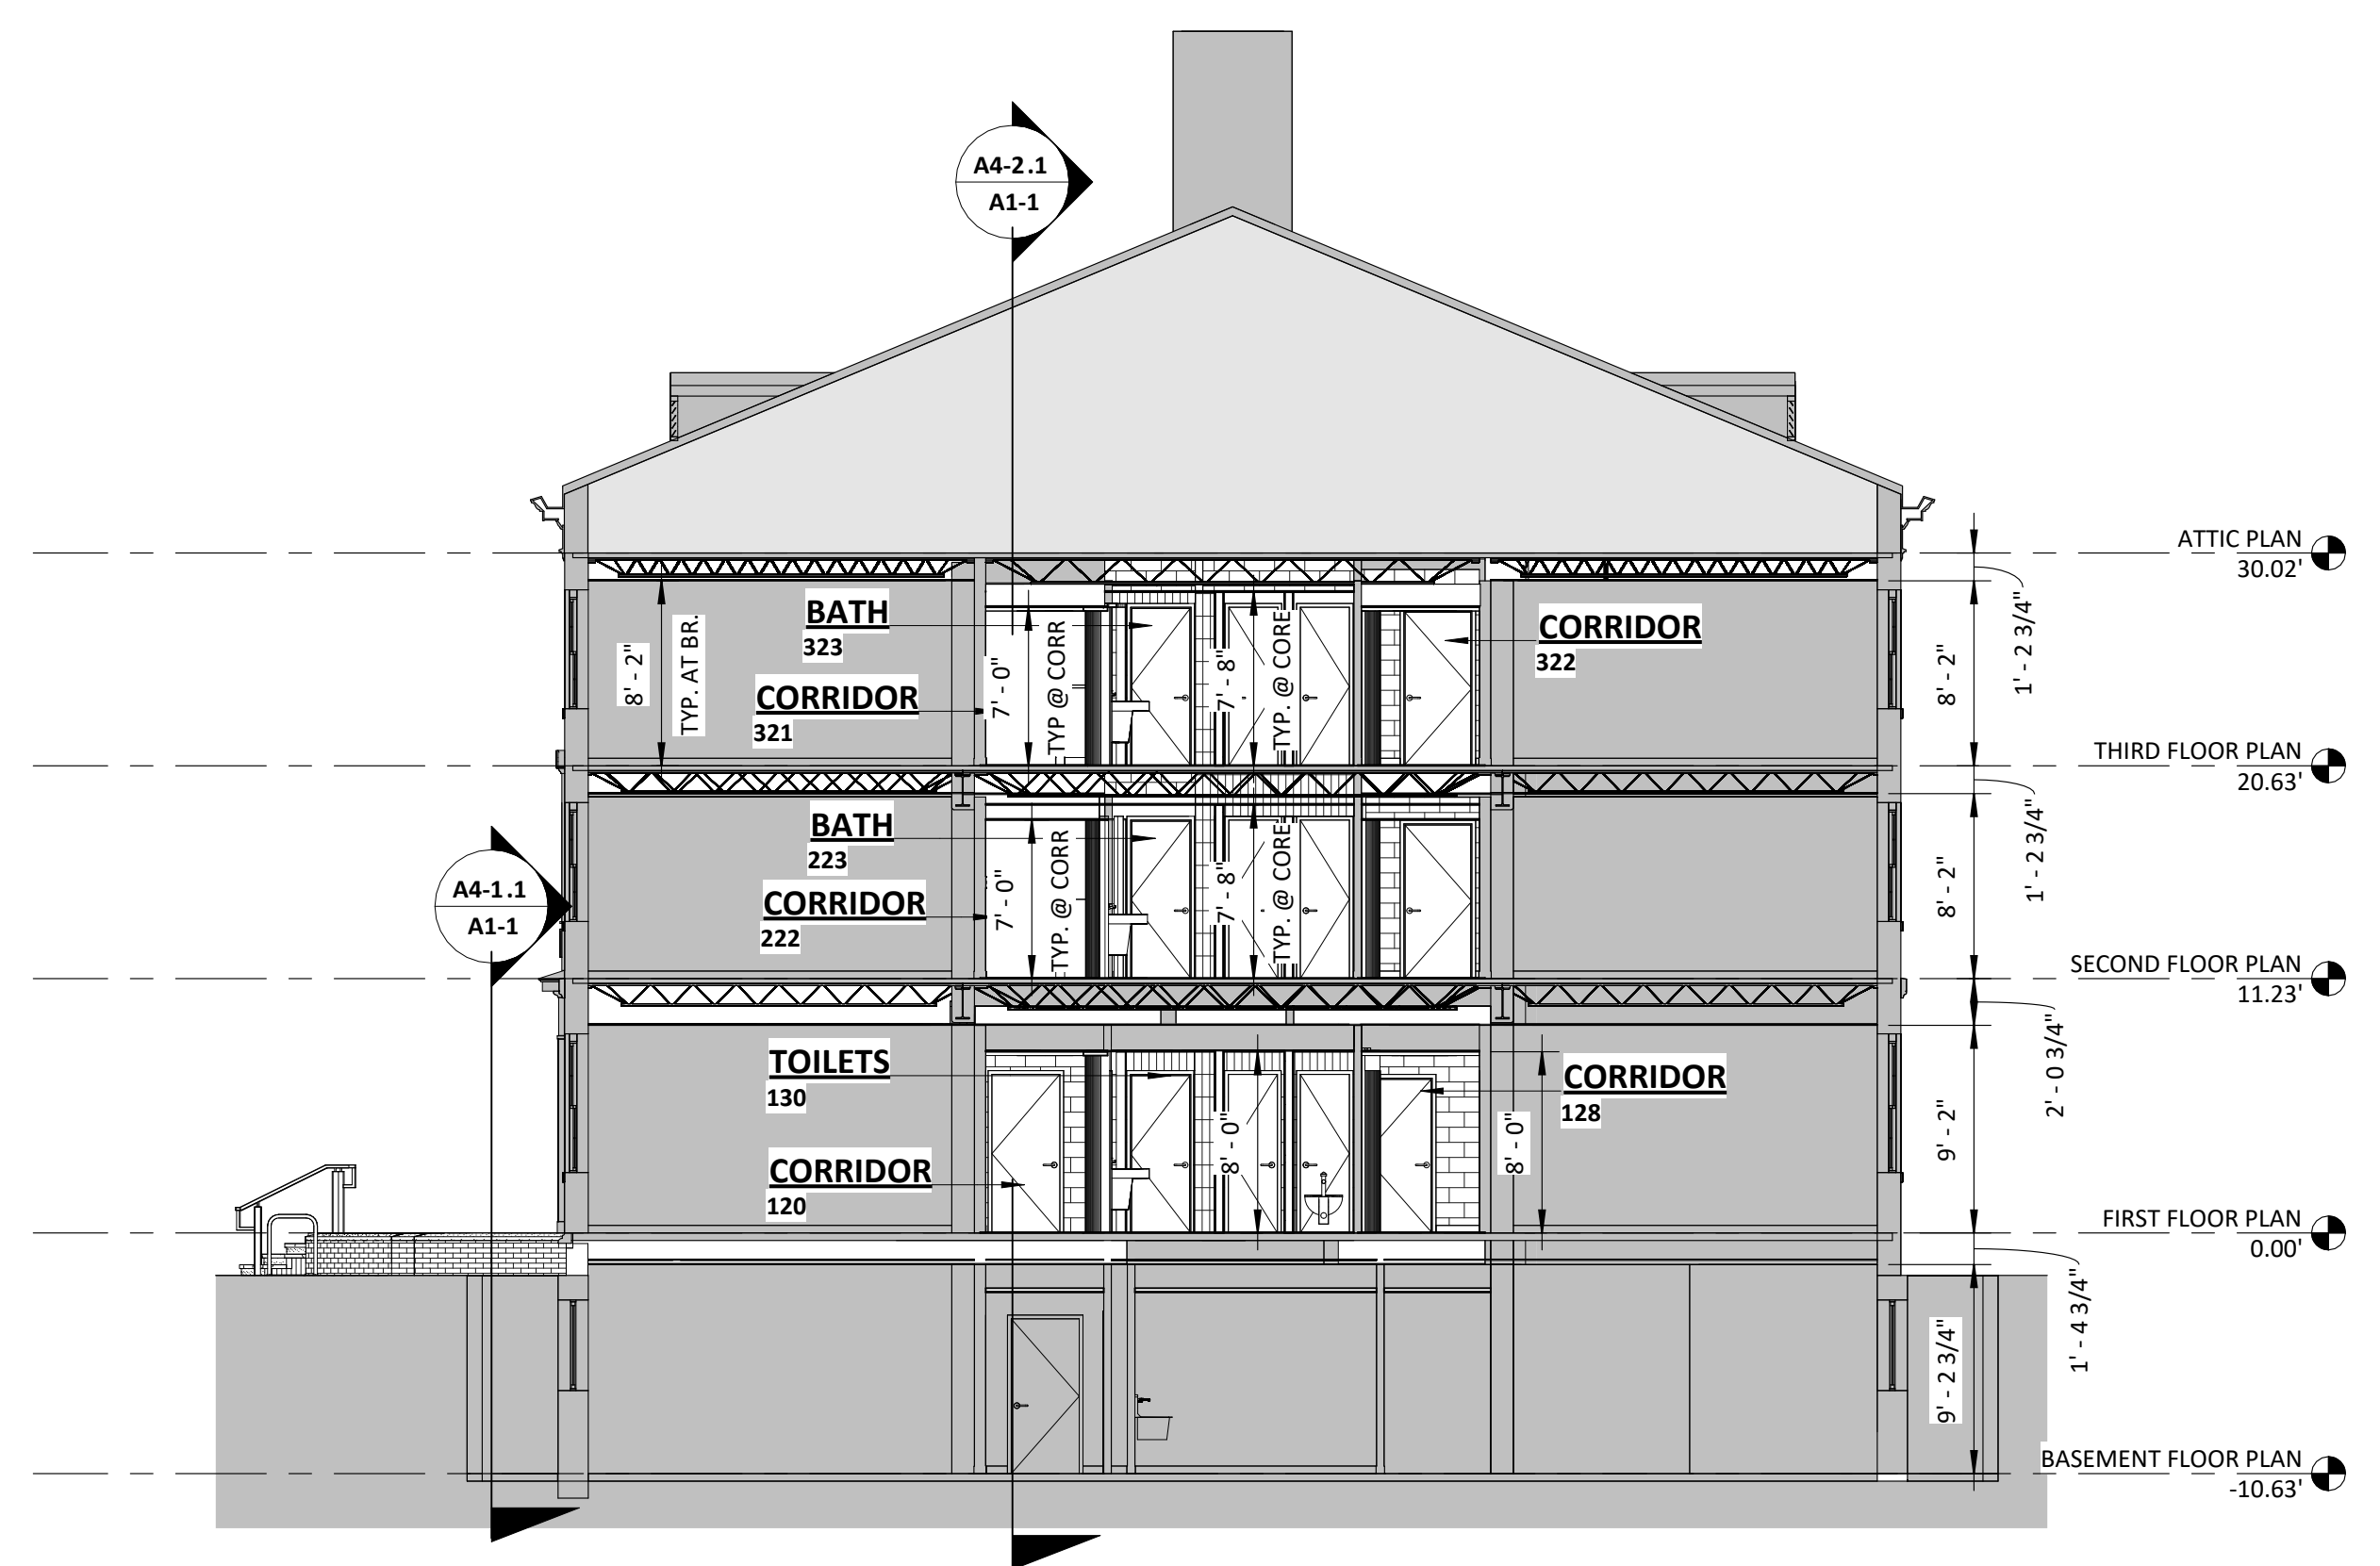 A4-2.1
A1-1
ATTIC PLAN
30.02'
BATH
323
CORRIDOR
321
8' - 2"
TYP. AT BR.
7' - 0"
TYP @ CORR
7' - 8"
TYP. @ CORE
CORRIDOR
322
8' - 2"
1' - 2 3/4"
THIRD FLOOR PLAN
20.63'
BATH
223
CORRIDOR
222
7' - 0"
TYP. @ CORR
7' - 8"
TYP. @ CORE
8' - 2"
1' - 2 3/4"
A4-1.1
A1-1
SECOND FLOOR PLAN
11.23'
TOILETS
130
CORRIDOR
120
8' - 0"
8' - 0"
CORRIDOR
128
9' - 2"
2' - 0 3/4"
FIRST FLOOR PLAN
0.00'
9' - 2 3/4"
1' - 4 3/4"
BASEMENT FLOOR PLAN
-10.63'